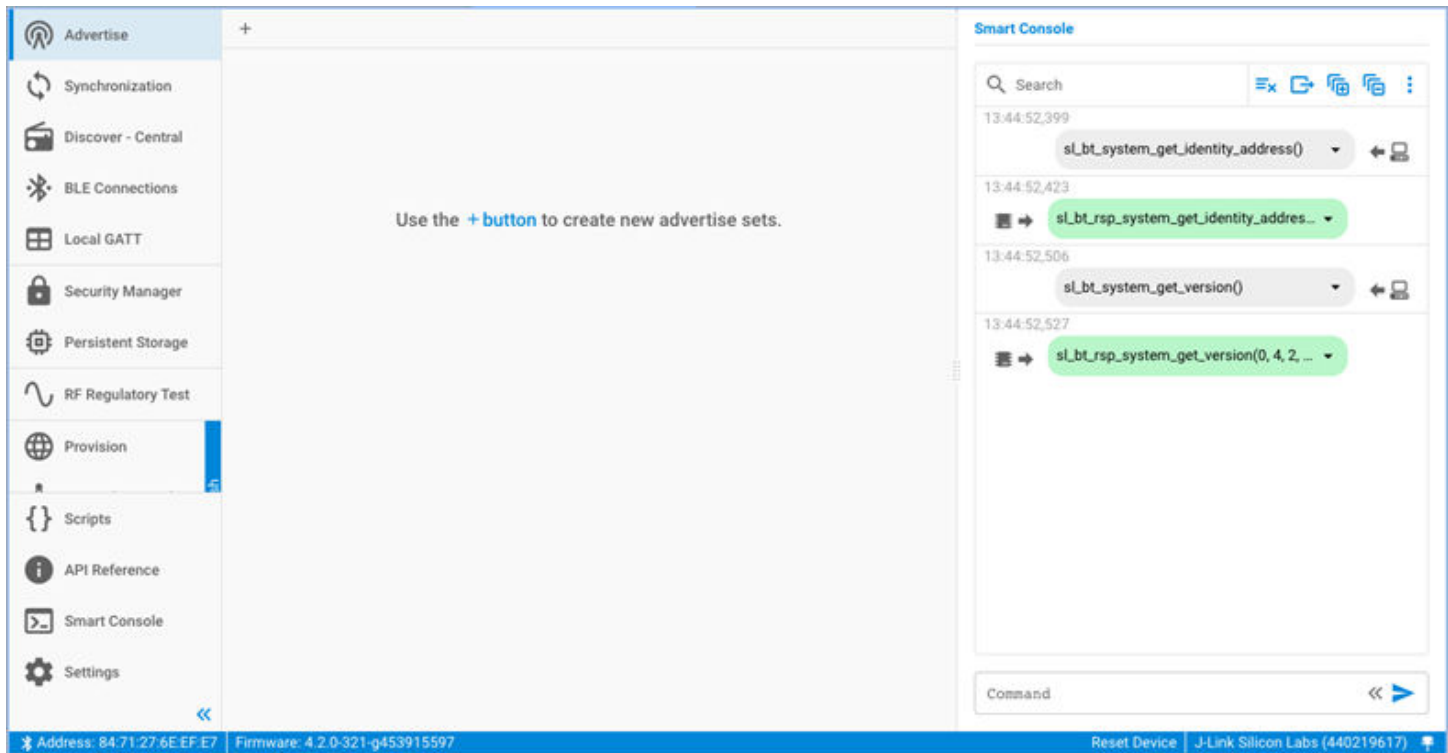 Advertise
Synchronization
Discover - Central
BLE Connections
Local GATT
Security Manager
Persistent Storage
RF Regulatory Test
Provision
Scripts
API Reference
Smart Console
Settings
+
Use the + button to create new advertise sets.
Smart Console
Search
13:44:52,399
sl_bt_system_get_identity_address()
13:44:52,423
sl_bt_rsp_system_get_identity_addres...
13:44:52,506
sl_bt_system_get_version()
13:44:52,527
sl_bt_rsp_system_get_version(0, 4, 2, ...
Command
Address: 84:71:27:6E:EF:E7
Firmware: 4.2.0-321-g453915597
Reset Device
J-Link Silicon Labs (440219617)